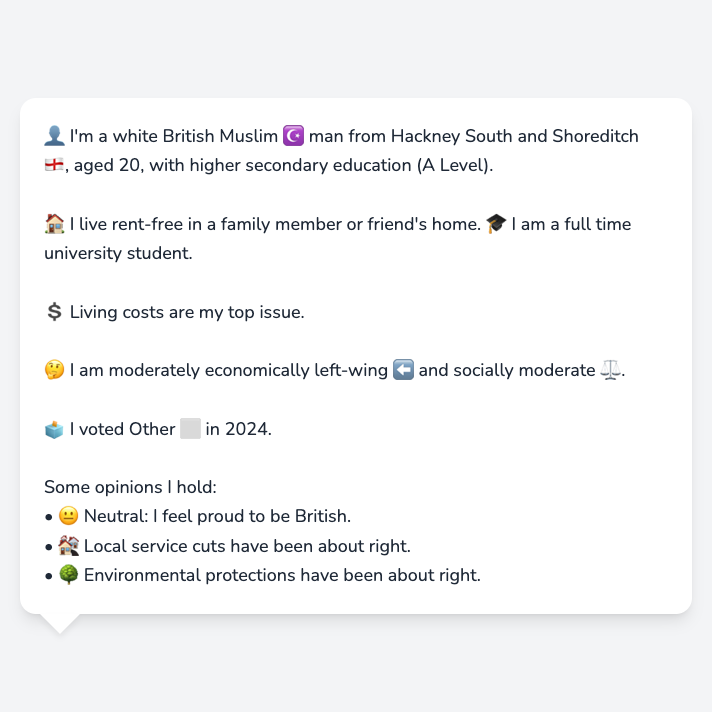 👤 I'm a white British Muslim ☪️ man from Hackney South and Shoreditch
🏴󠁧󠁢󠁥󠁮󠁧󠁿, aged 20, with higher secondary education (A Level).
🏠 I live rent-free in a family member or friend's home. 🎓 I am a full time
university student.
💲 Living costs are my top issue.
🤔 I am moderately economically left-wing ⬅️ and socially moderate ⚖️.
🗳️ I voted Other ⬜ in 2024.
Some opinions I hold:
• 😐 Neutral: I feel proud to be British.
• 🏚️ Local service cuts have been about right.
• 🌳 Environmental protections have been about right.